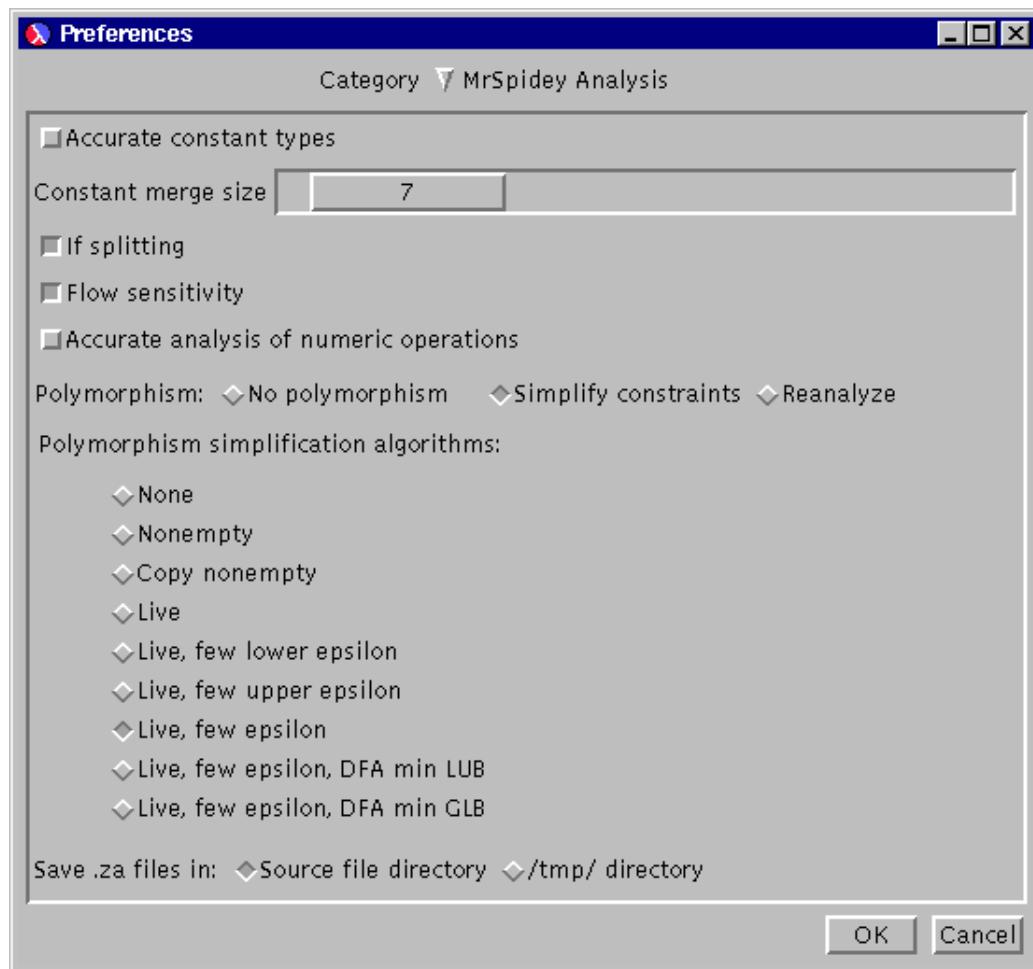 Preferences
Category MrSpidey Analysis
Accurate constant types
Constant merge size 7
If splitting
Flow sensitivity
Accurate analysis of numeric operations
Polymorphism: No polymorphism Simplify constraints Reanalyze
Polymorphism simplification algorithms:
None
Nonempty
Copy nonempty
Live
Live, few lower epsilon
Live, few upper epsilon
Live, few epsilon
Live, few epsilon, DFA min LUB
Live, few epsilon, DFA min GLB
Save .za files in: Source file directory /tmp/ directory
OK Cancel